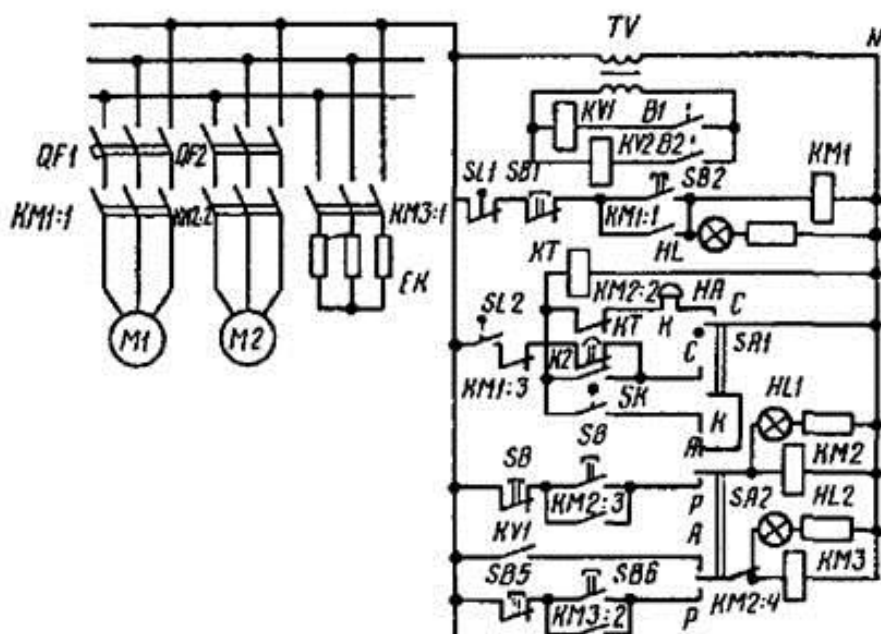 TV
N
KV1
B1
KV2
B2
QF1
QF2
SL1
SB1
SB2
KM1
KM1:1
KM2:2
KM3:1
KM1:1
HL
EK
KT
KM2:2
HA
C
SL2
KT
K
C
SA1
M1
M2
K2
KM1:3
SK
K
HL1
A
SB
SB
KM2
KM2:3
P
SA2
HL2
KV1
A
SB5
SB6
KM3
KM3:2
P
KM2:4